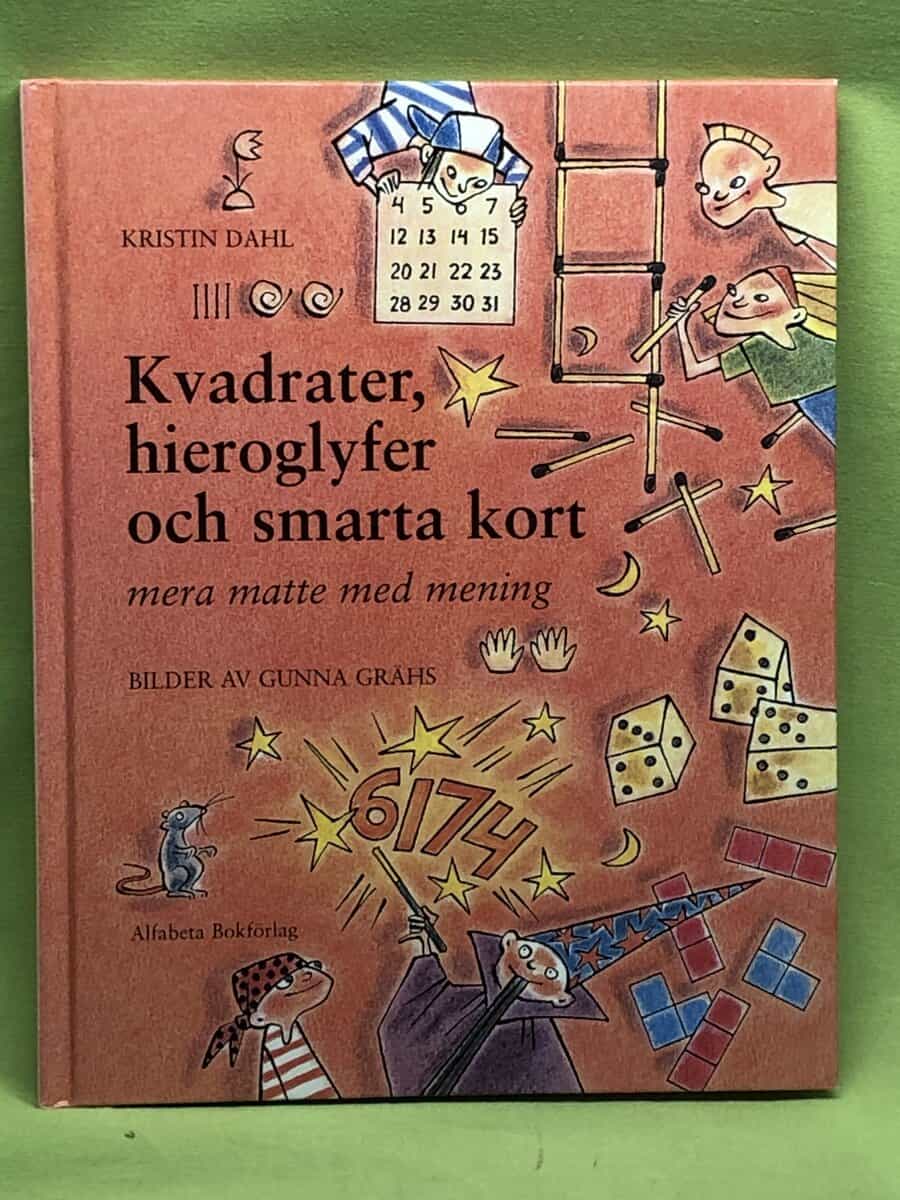 4 5 6 7
12 13 14 15
20 21 22 23
28 29 30 31
KRISTIN DAHL
Kvadrater,
hieroglyfer
och smarta kort
mera matte med mening
BILDER AV GUNNA GRÄHS
6174
Alfabeta Bokförlag